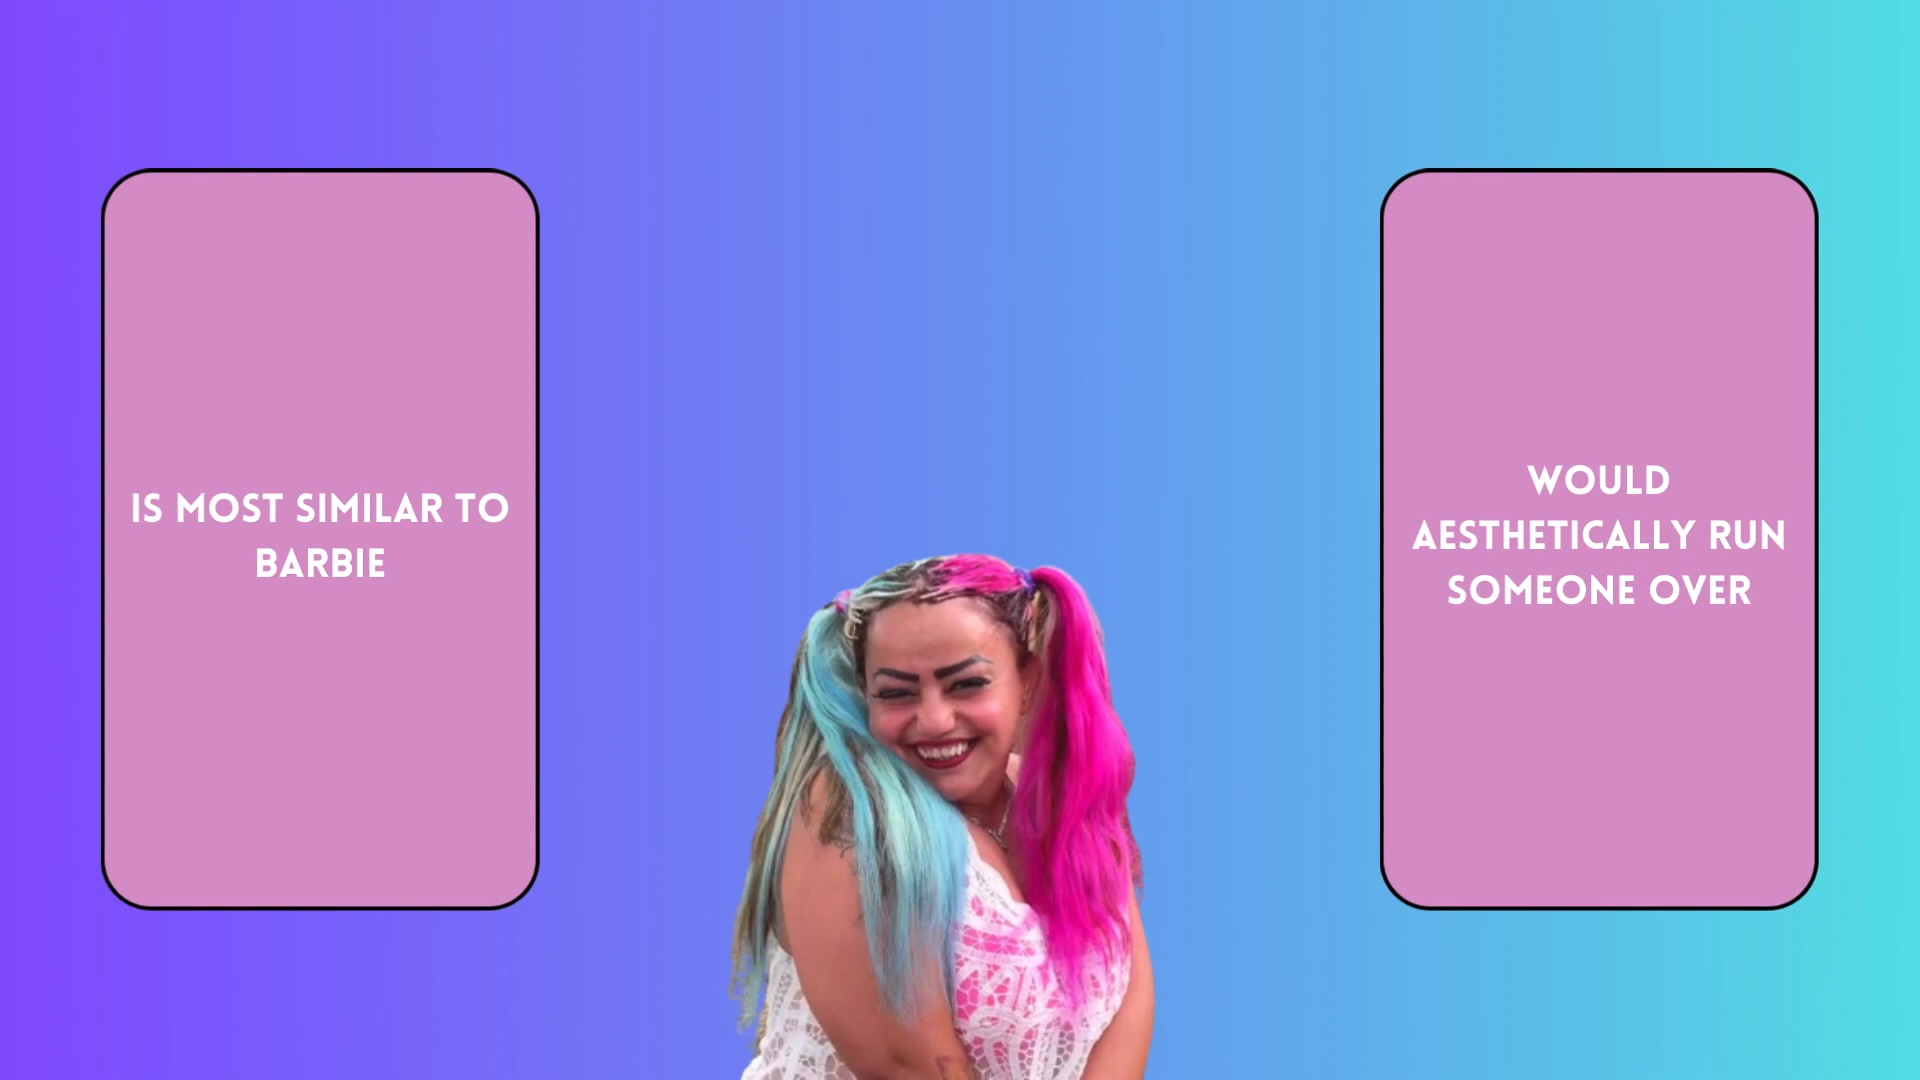 IS MOST SIMILAR TO
BARBIE
WOULD
AESTHETICALLY RUN
SOMEONE OVER